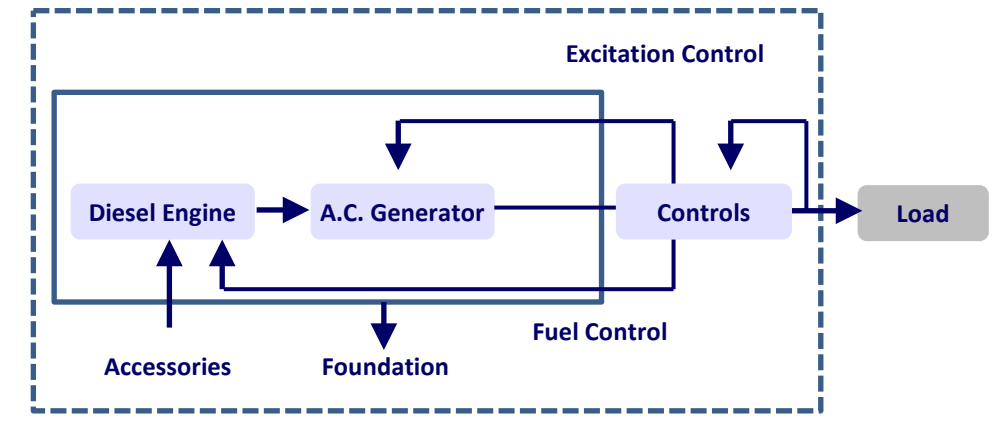 Excitation Control
Diesel Engine
A.C. Generator
Controls
Load
Fuel Control
Accessories
Foundation